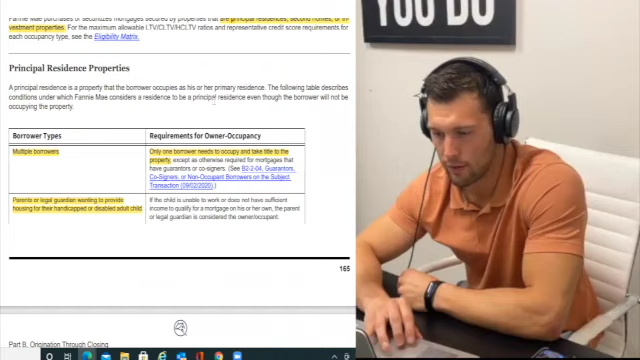 Fannie Mae purchases or securitizes mortgages secured by properties that are principal residences, second homes, or in-
vestment properties. For the maximum allowable LTV/CLTV/HCLTV ratios and representative credit score requirements for
each occupancy type, see the Eligibility Matrix.
Principal Residence Properties
A principal residence is a property that the borrower occupies as his or her primary residence. The following table describes
conditions under which Fannie Mae considers a residence to be a principal residence even though the borrower will not be
occupying the property.
Borrower Types
Requirements for Owner-Occupancy
Multiple borrowers
Only one borrower needs to occupy and take title to the
property, except as otherwise required for mortgages that
have guarantors or co-signers. (See B2-2-04, Guarantors,
Co-Signers, or Non-Occupant Borrowers on the Subject
Transaction (09/02/2020).)
Parents or legal guardian wanting to provide
housing for their handicapped or disabled adult child
If the child is unable to work or does not have sufficient
income to qualify for a mortgage on his or her own, the parent
or legal guardian is considered the owner/occupant.
165
Part B, Origination Through Closing
YOU DO